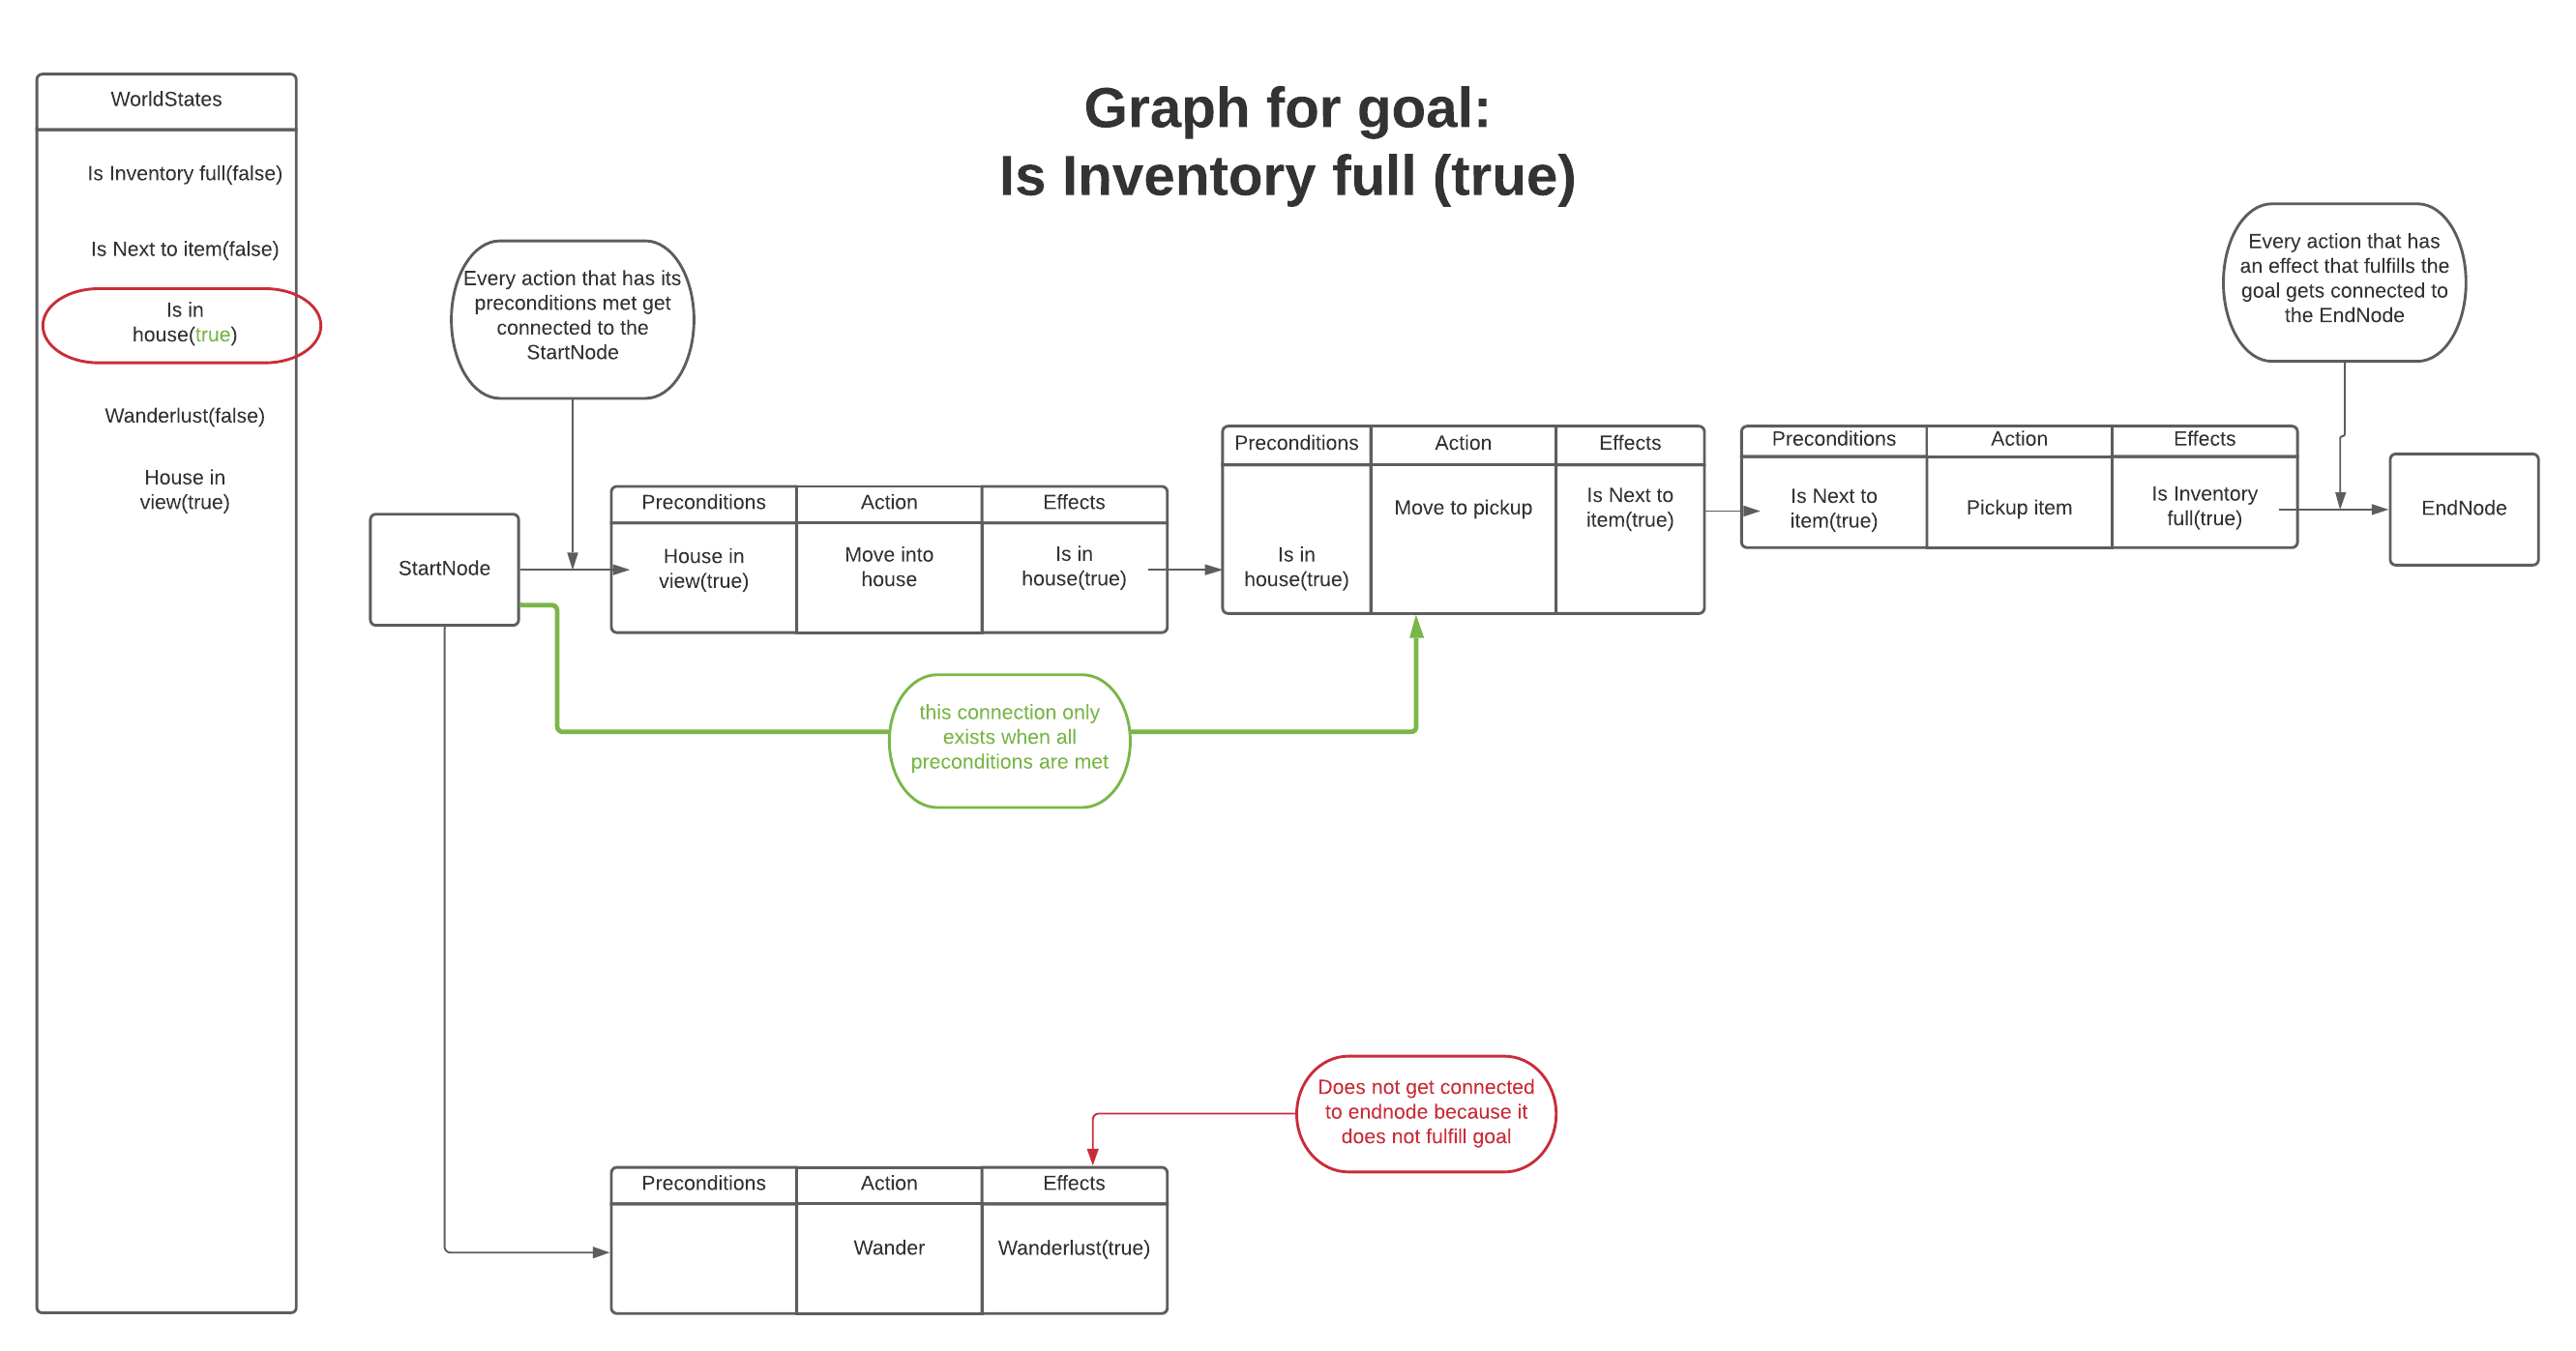 Graph for goal:
Is Inventory full (true)
WorldStates
Is Inventory full(false)
Is Next to item(false)
Is in
house(true)
Wanderlust(false)
House in
view(true)
Every action that has its
preconditions met get
connected to the
StartNode
Every action that has
an effect that fulfills the
goal gets connected to
the EndNode
StartNode
Preconditions
Action
Effects
House in
view(true)
Move into
house
Is in
house(true)
Preconditions
Action
Effects
Is in
house(true)
Move to pickup
Is Next to
item(true)
Preconditions
Action
Effects
Is Next to
item(true)
Pickup item
Is Inventory
full(true)
EndNode
this connection only
exists when all
preconditions are met
Does not get connected
to endnode because it
does not fulfill goal
Preconditions
Action
Effects
Wander
Wanderlust(true)